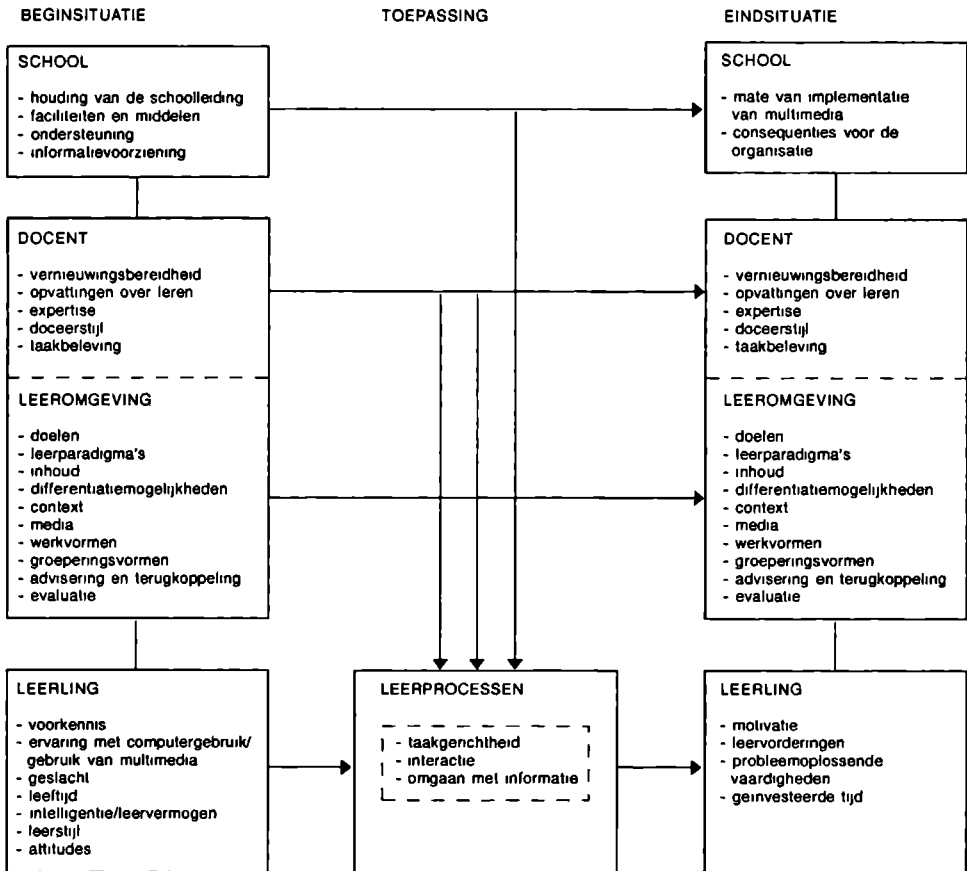 BEGINSITUATIE
TOEPASSING
EINDSITUATIE
SCHOOL
- houding van de schoolleiding
- faciliteiten en middelen
- ondersteuning
- informatievoorziening
SCHOOL
- mate van implementatie
van multimedia
- consequenties voor de
organisatie
DOCENT
- vernieuwingsbereidheid
- opvattingen over leren
- expertise
- doceerstijl
- taakbeleving
DOCENT
- vernieuwingsbereidheid
- opvattingen over leren
- expertise
- doceerstijl
- taakbeleving
LEEROMGEVING
- doelen
- leerparadigma's
- inhoud
- differentiatiemogelijkheden
- context
- media
- werkvormen
- groeperingsvormen
- advisering en terugkoppeling
- evaluatie
LEEROMGEVING
- doelen
- leerparadigma's
- inhoud
- differentiatiemogelijkheden
- context
- media
- werkvormen
- groeperingsvormen
- advisering en terugkoppeling
- evaluatie
LEERLING
- voorkennis
- ervaring met computergebruik/
gebruik van multimedia
- geslacht
- leeftijd
- intelligentie/leervermogen
- leerstijl
- attitudes
LEERPROCESSEN
- taakgerichtheid
- interactie
- omgaan met informatie
LEERLING
- motivatie
- leervorderingen
- probleemoplossende
vaardigheden
- geïnvesteerde tijd